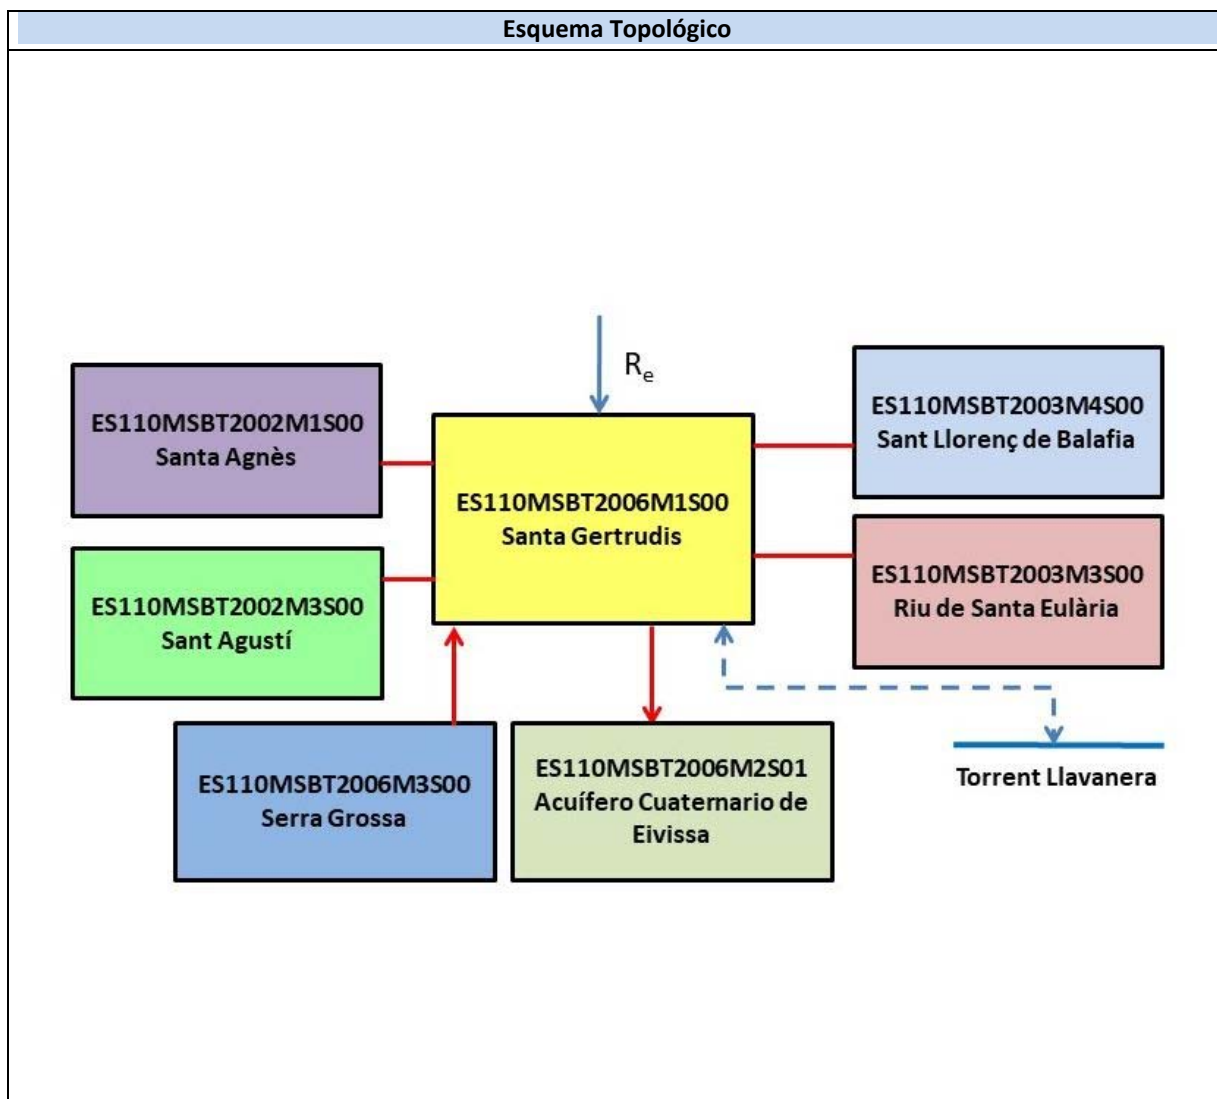 Esquema Topológico
R_e
ES110MSBT2002M1S00
Santa Agnès
ES110MSBT2006M1S00
Santa Gertrudis
ES110MSBT2003M4S00
Sant Llorenç de Balafia
ES110MSBT2002M3S00
Sant Agustí
ES110MSBT2003M3S00
Riu de Santa Eulària
ES110MSBT2006M3S00
Serra Grossa
ES110MSBT2006M2S01
Acuífero Cuaternario de
Eivissa
Torrent Llavanera